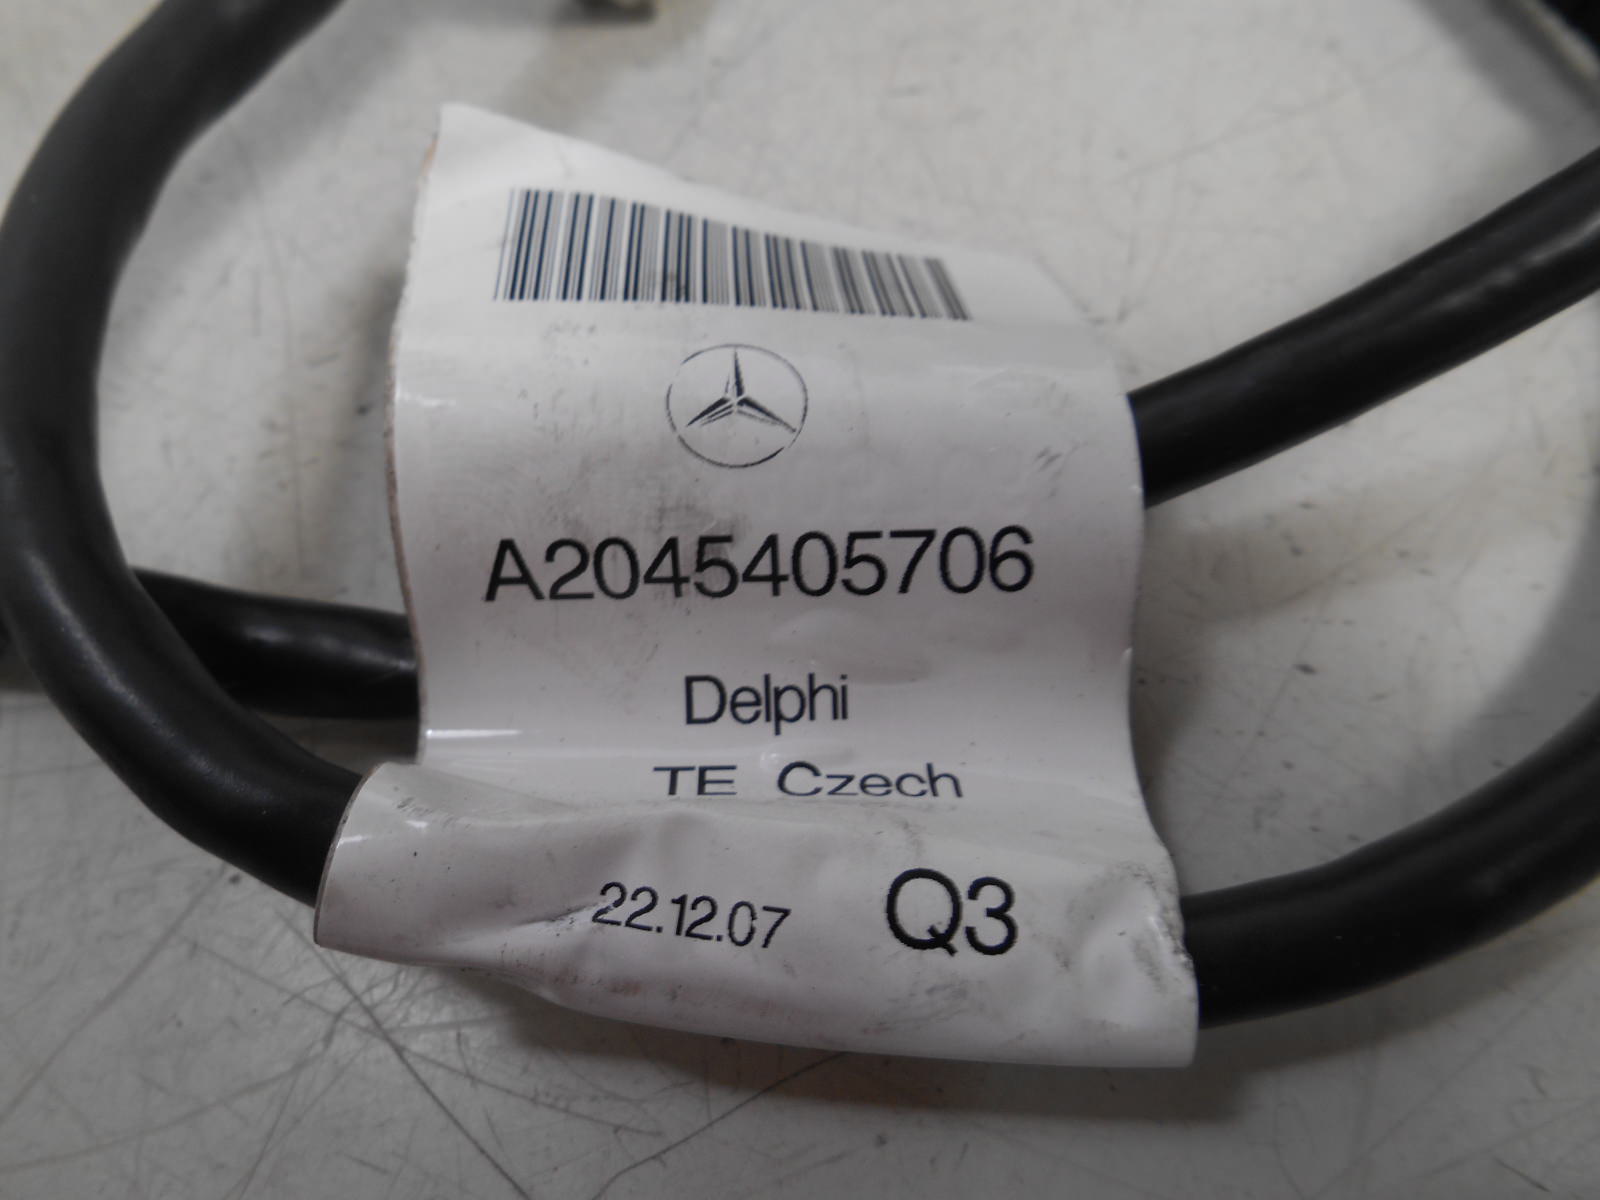 A2045405706
Delphi
TE Czech
22.12.07 Q3